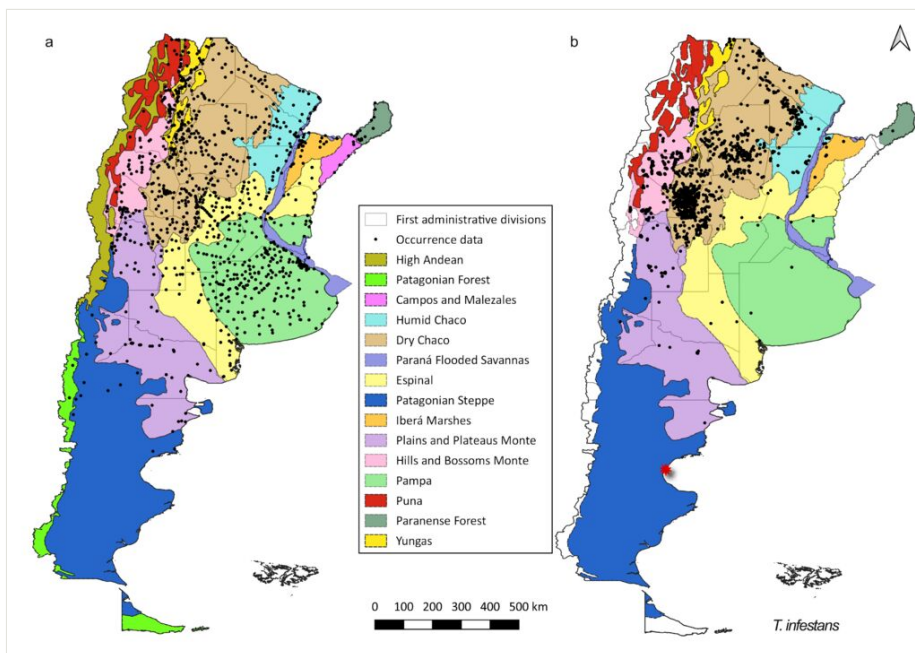 a
b
First administrative divisions
Occurrence data
High Andean
Patagonian Forest
Campos and Malezales
Humid Chaco
Dry Chaco
Paraná Flooded Savannas
Espinal
Patagonian Steppe
Iberá Marshes
Plains and Plateaus Monte
Hills and Bossoms Monte
Pampa
Puna
Paranense Forest
Yungas
0 100 200 300 400 500 km
T. infestans